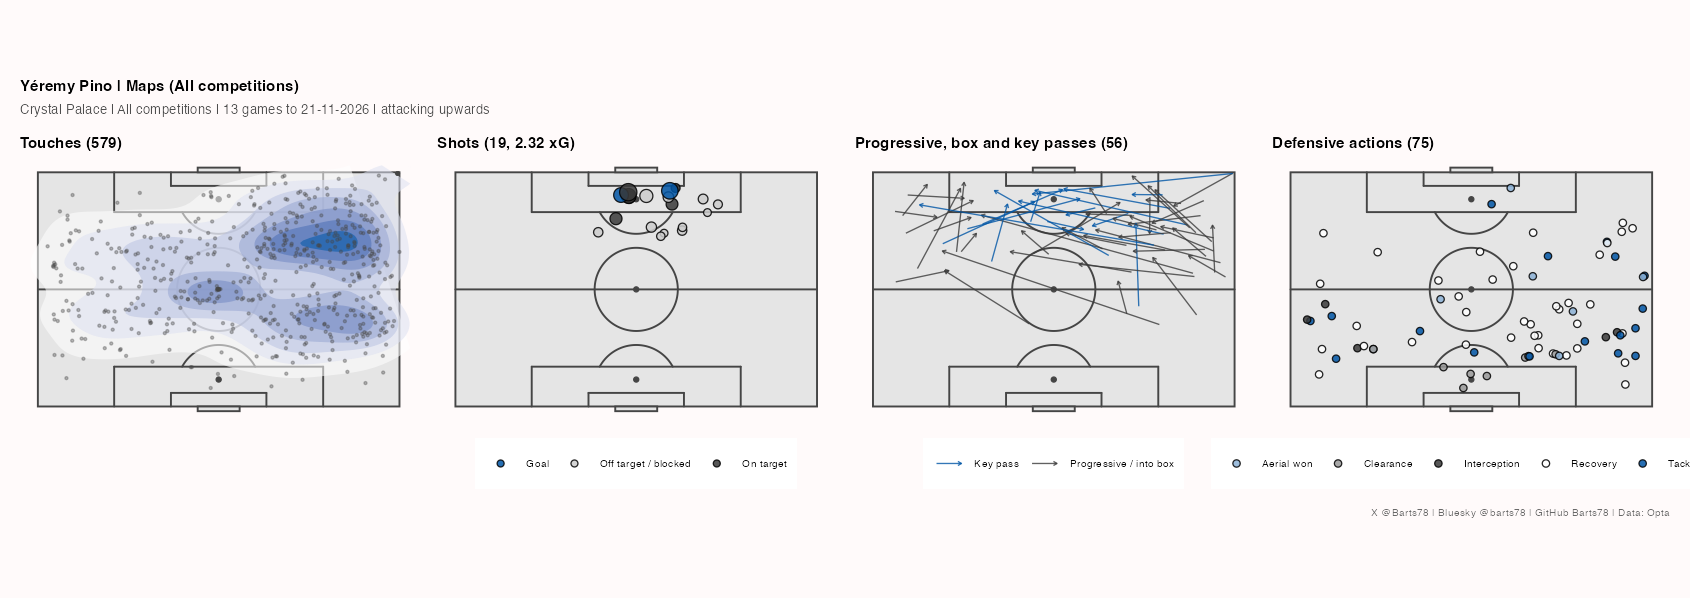 Yéremy Pino | Maps (All competitions)
Crystal Palace | All competitions | 13 games to 21-11-2026 | attacking upwards
Touches (579)
Shots (19, 2.32 xG)
Progressive, box and key passes (56)
Defensive actions (75)
Goal
Off target / blocked
On target
Key pass
Progressive / into box
Aerial won
Clearance
Interception
Recovery
Tack
X @Barts78 | Bluesky @barts78 | GitHub Barts78 | Data: Opta